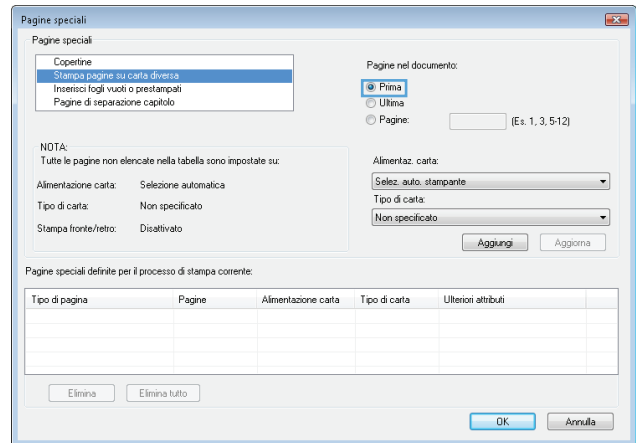 Pagine speciali
Pagine speciali
Copertine
Stampa pagine su carta diversa
Inserisci fogli vuoti o prestampati
Pagine di separazione capitolo
Pagine nel documento:
Prima
Ultima
Pagine:
(Es. 1, 3, 5-12)
NOTA:
Tutte le pagine non elencate nella tabella sono impostate su:
Alimentazione carta: Selezione automatica
Tipo di carta: Non specificato
Stampa fronte/retro: Disattivato
Alimentaz. carta:
Selez. auto. stampante
Tipo di carta:
Non specificato
Aggiungi Aggiorna
Pagine speciali definite per il processo di stampa corrente:
Tipo di pagina Pagine Alimentazione carta Tipo di carta Ulteriori attributi
Elimina Elimina tutto
OK Annulla